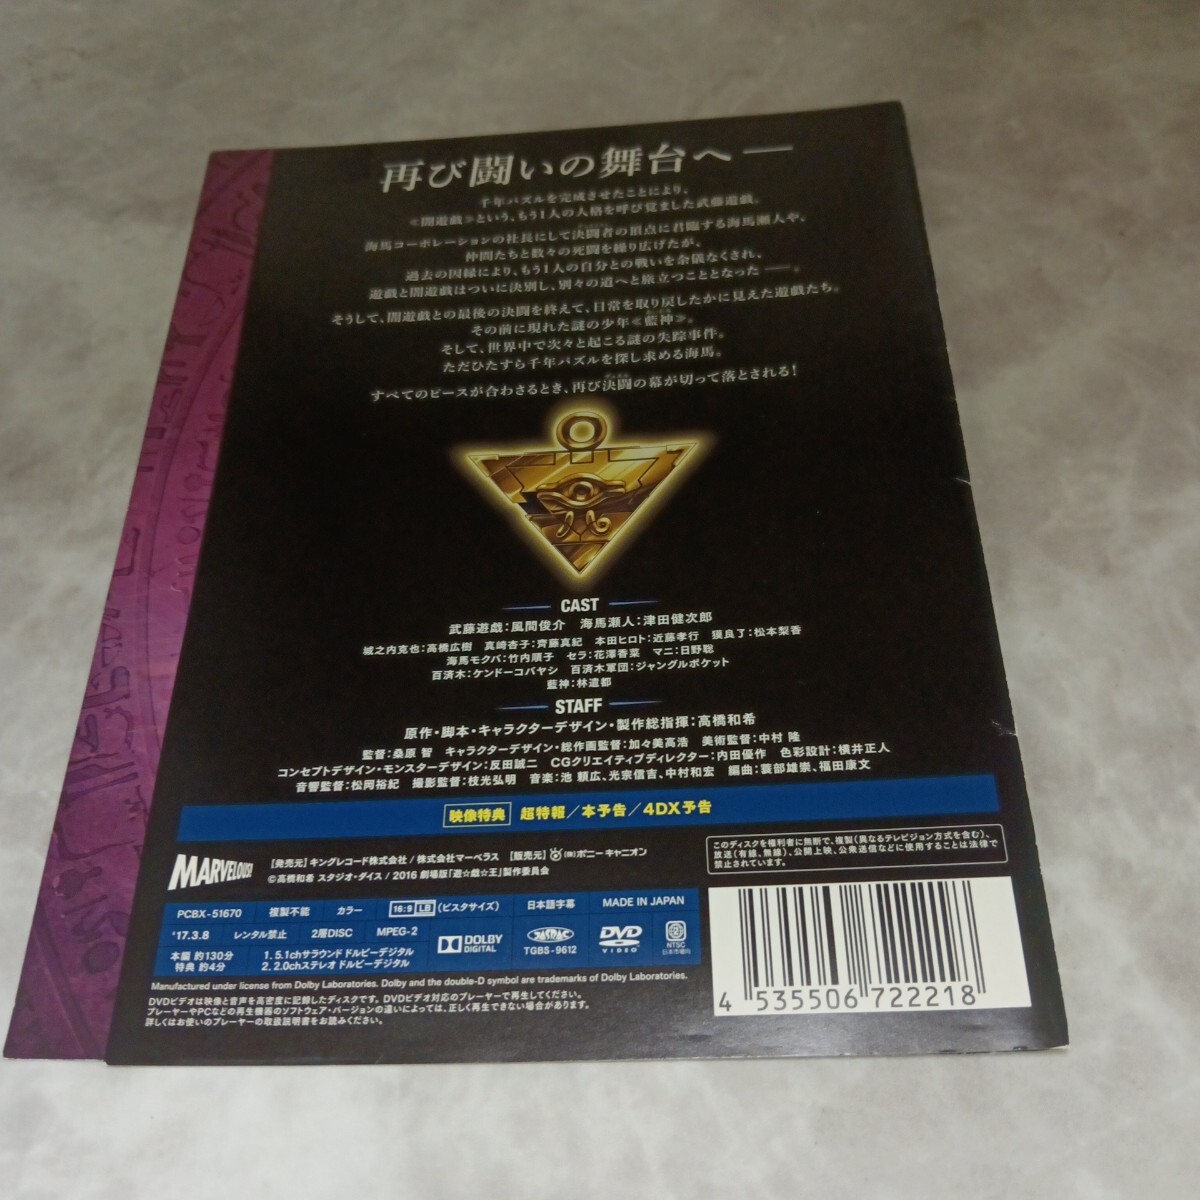 再び闘いの舞台へ―
千年パズルを完成させたことにより、
≪闇遊戯≫という、もう1人の人格を呼び覚ました武藤遊戯。
海馬コーポレーションの社長にして決闘者の頂点に君臨する海馬瀬人や、
仲間たちと数々の死闘を繰り広げたが、
過去の因縁により、もう1人の自分との戦いを余儀なくされ、
遊戯と闇遊戯はついに決別し、別々の道へと旅立つこととなった―。
そうして、闇遊戯との最後の決闘を終えて、日常を取り戻したかに見えた遊戯たち。
その前に現れた謎の少年≪藍神≫。
そして、世界中で次々と起こる謎の失踪事件。
ただひたすら千年パズルを探し求める海馬。
すべてのピースが合わさるとき、再び決闘の幕が切って落とされる!
CAST
武藤遊戯:風間俊介 海馬瀬人:津田健次郎
城之内克也:高橋広樹 真崎杏子:齊藤真紀 本田ヒロト:近藤孝行 獏良了:松本梨香
海馬モクバ:竹内順子 セラ:花澤香菜 マニ:日野聡
百済木:ケンドーコバヤシ 百済木軍団:ジャングルポケット
藍神:林遣都
STAFF
原作・脚本・キャラクターデザイン・製作総指揮:高橋和希
監督:桑原 智 キャラクターデザイン・総作画監督:加々美高浩 美術監督:中村 隆
コンセプトデザイン・モンスターデザイン:反田誠二 CGクリエイティブディレクター:内田優作 色彩設計:横井正人
音響監督:松岡裕紀 撮影監督:枝光弘明 音楽:池 頼広、光宗信吉、中村和宏 編曲:蓑部雄崇、福田康文
映像特典 超特報/本予告/4DX予告
MARVELOUS!
【発売元】キングレコード株式会社/株式会社マーベラス 【販売元】(株)ポニーキャニオン
©高橋和希 スタジオ・ダイス/2016 劇場版「遊☆戯☆王」製作委員会
このディスクを権利者に無断で、複製(異なるテレビジョン方式を含む)、
放送(有線、無線)、公開上映、公衆送信などに使用することは法律で
禁止されています。
PCBX-51670 複製不能 カラー 16:9 LB (ビスタサイズ) 日本語字幕 MADE IN JAPAN
'17.3.8 レンタル禁止 2層DISC MPEG-2 DOLBY DIGITAL JASRAC TGBS-9612 DVD VIDEO 2 NTSC 日本市場向
本編 約130分 1. 5.1chサラウンド ドルビーデジタル
特典 約4分 2. 2.0chステレオ ドルビーデジタル
Manufactured under license from Dolby Laboratories. Dolby and the double-D symbol are trademarks of Dolby Laboratories.
DVDビデオは映像と音声を高密度に記録したディスクです。DVDビデオ対応のプレーヤーで再生してください。
プレーヤーやPCなどの再生機器のソフトウェア・バージョンの違いによっては、正しく再生できない場合があります。
詳しくはお使いのプレーヤーの取扱説明書をお読みください。
4 535506 722218